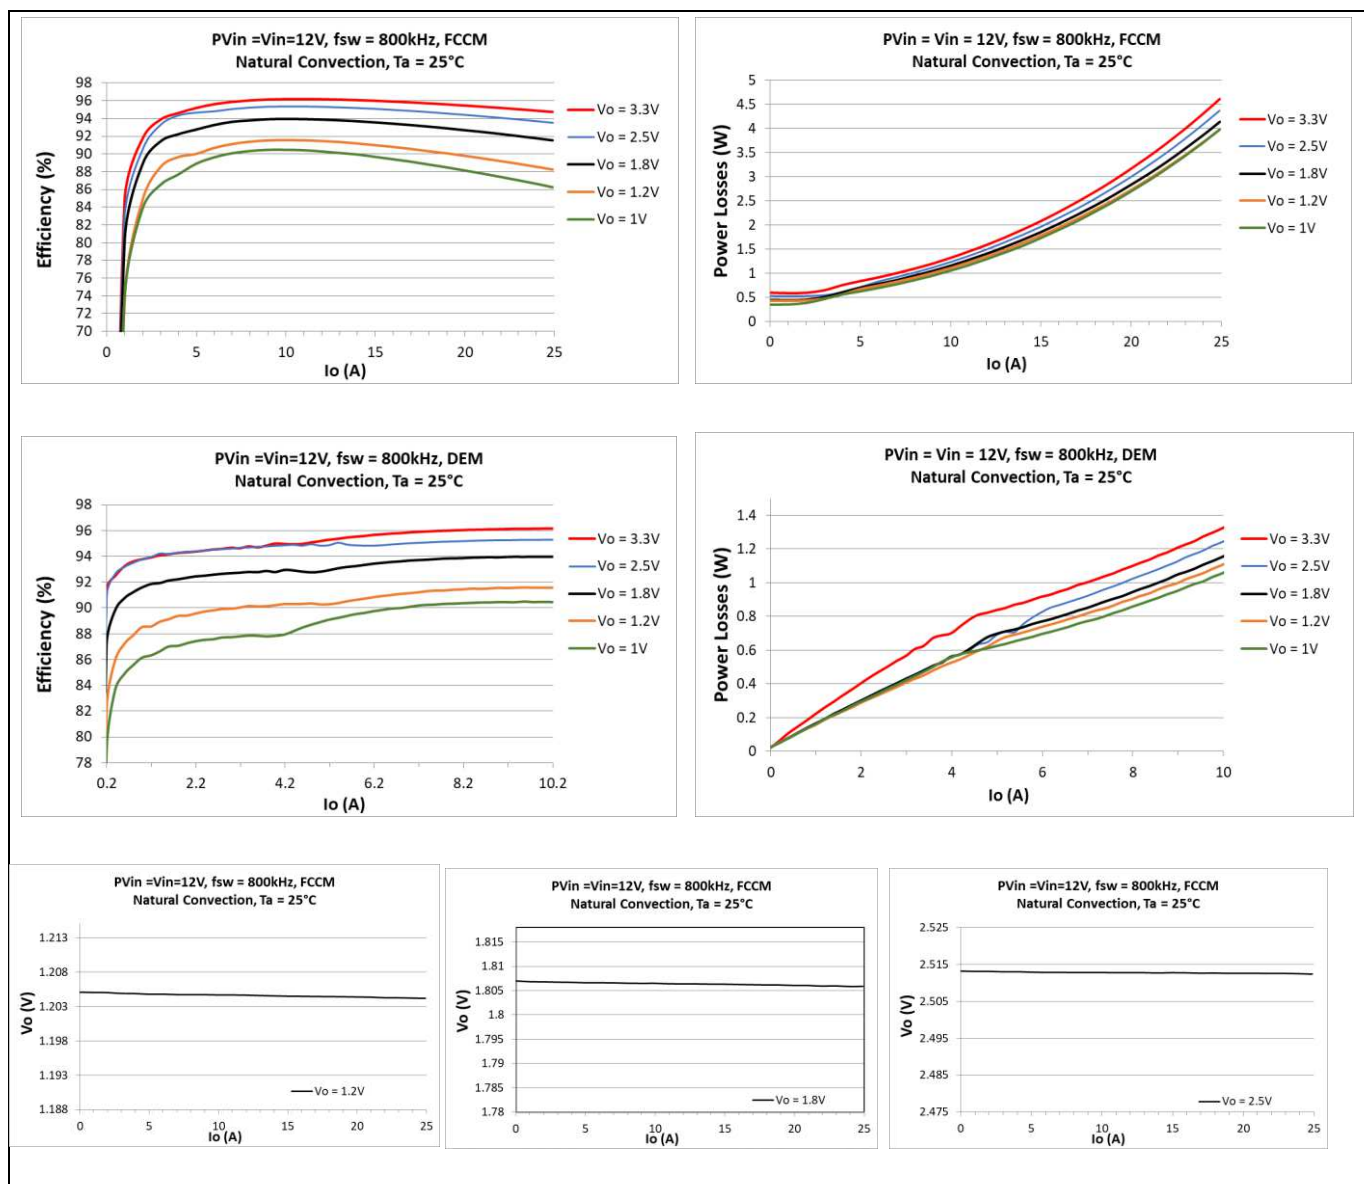 PVin =Vin=12V, fsw = 800kHz, FCCM
Natural Convection, Ta = 25°C
Efficiency (%)
98
96
94
92
90
88
86
84
82
80
78
76
74
72
70
0
5
10
15
20
25
Io (A)
Vo = 3.3V
Vo = 2.5V
Vo = 1.8V
Vo = 1.2V
Vo = 1V
PVin = Vin = 12V, fsw = 800kHz, FCCM
Natural Convection, Ta = 25°C
Power Losses (W)
5
4.5
4
3.5
3
2.5
2
1.5
1
0.5
0
0
5
10
15
20
25
Io (A)
Vo = 3.3V
Vo = 2.5V
Vo = 1.8V
Vo = 1.2V
Vo = 1V
PVin =Vin=12V, fsw = 800kHz, DEM
Natural Convection, Ta = 25°C
Efficiency (%)
98
96
94
92
90
88
86
84
82
80
78
0.2
2.2
4.2
6.2
8.2
10.2
Io (A)
Vo = 3.3V
Vo = 2.5V
Vo = 1.8V
Vo = 1.2V
Vo = 1V
PVin = Vin = 12V, fsw = 800kHz, DEM
Natural Convection, Ta = 25°C
Power Losses (W)
1.4
1.2
1
0.8
0.6
0.4
0.2
0
0
2
4
6
8
10
Io (A)
Vo = 3.3V
Vo = 2.5V
Vo = 1.8V
Vo = 1.2V
Vo = 1V
PVin =Vin=12V, fsw = 800kHz, FCCM
Natural Convection, Ta = 25°C
Vo (V)
1.213
1.208
1.203
1.198
1.193
1.188
0
5
10
15
20
25
Io (A)
Vo = 1.2V
PVin =Vin=12V, fsw = 800kHz, FCCM
Natural Convection, Ta = 25°C
Vo (V)
1.815
1.81
1.805
1.8
1.795
1.79
1.785
1.78
0
5
10
15
20
25
Io (A)
Vo = 1.8V
PVin =Vin=12V, fsw = 800kHz, FCCM
Natural Convection, Ta = 25°C
Vo (V)
2.525
2.515
2.505
2.495
2.485
2.475
0
5
10
15
20
25
Io (A)
Vo = 2.5V